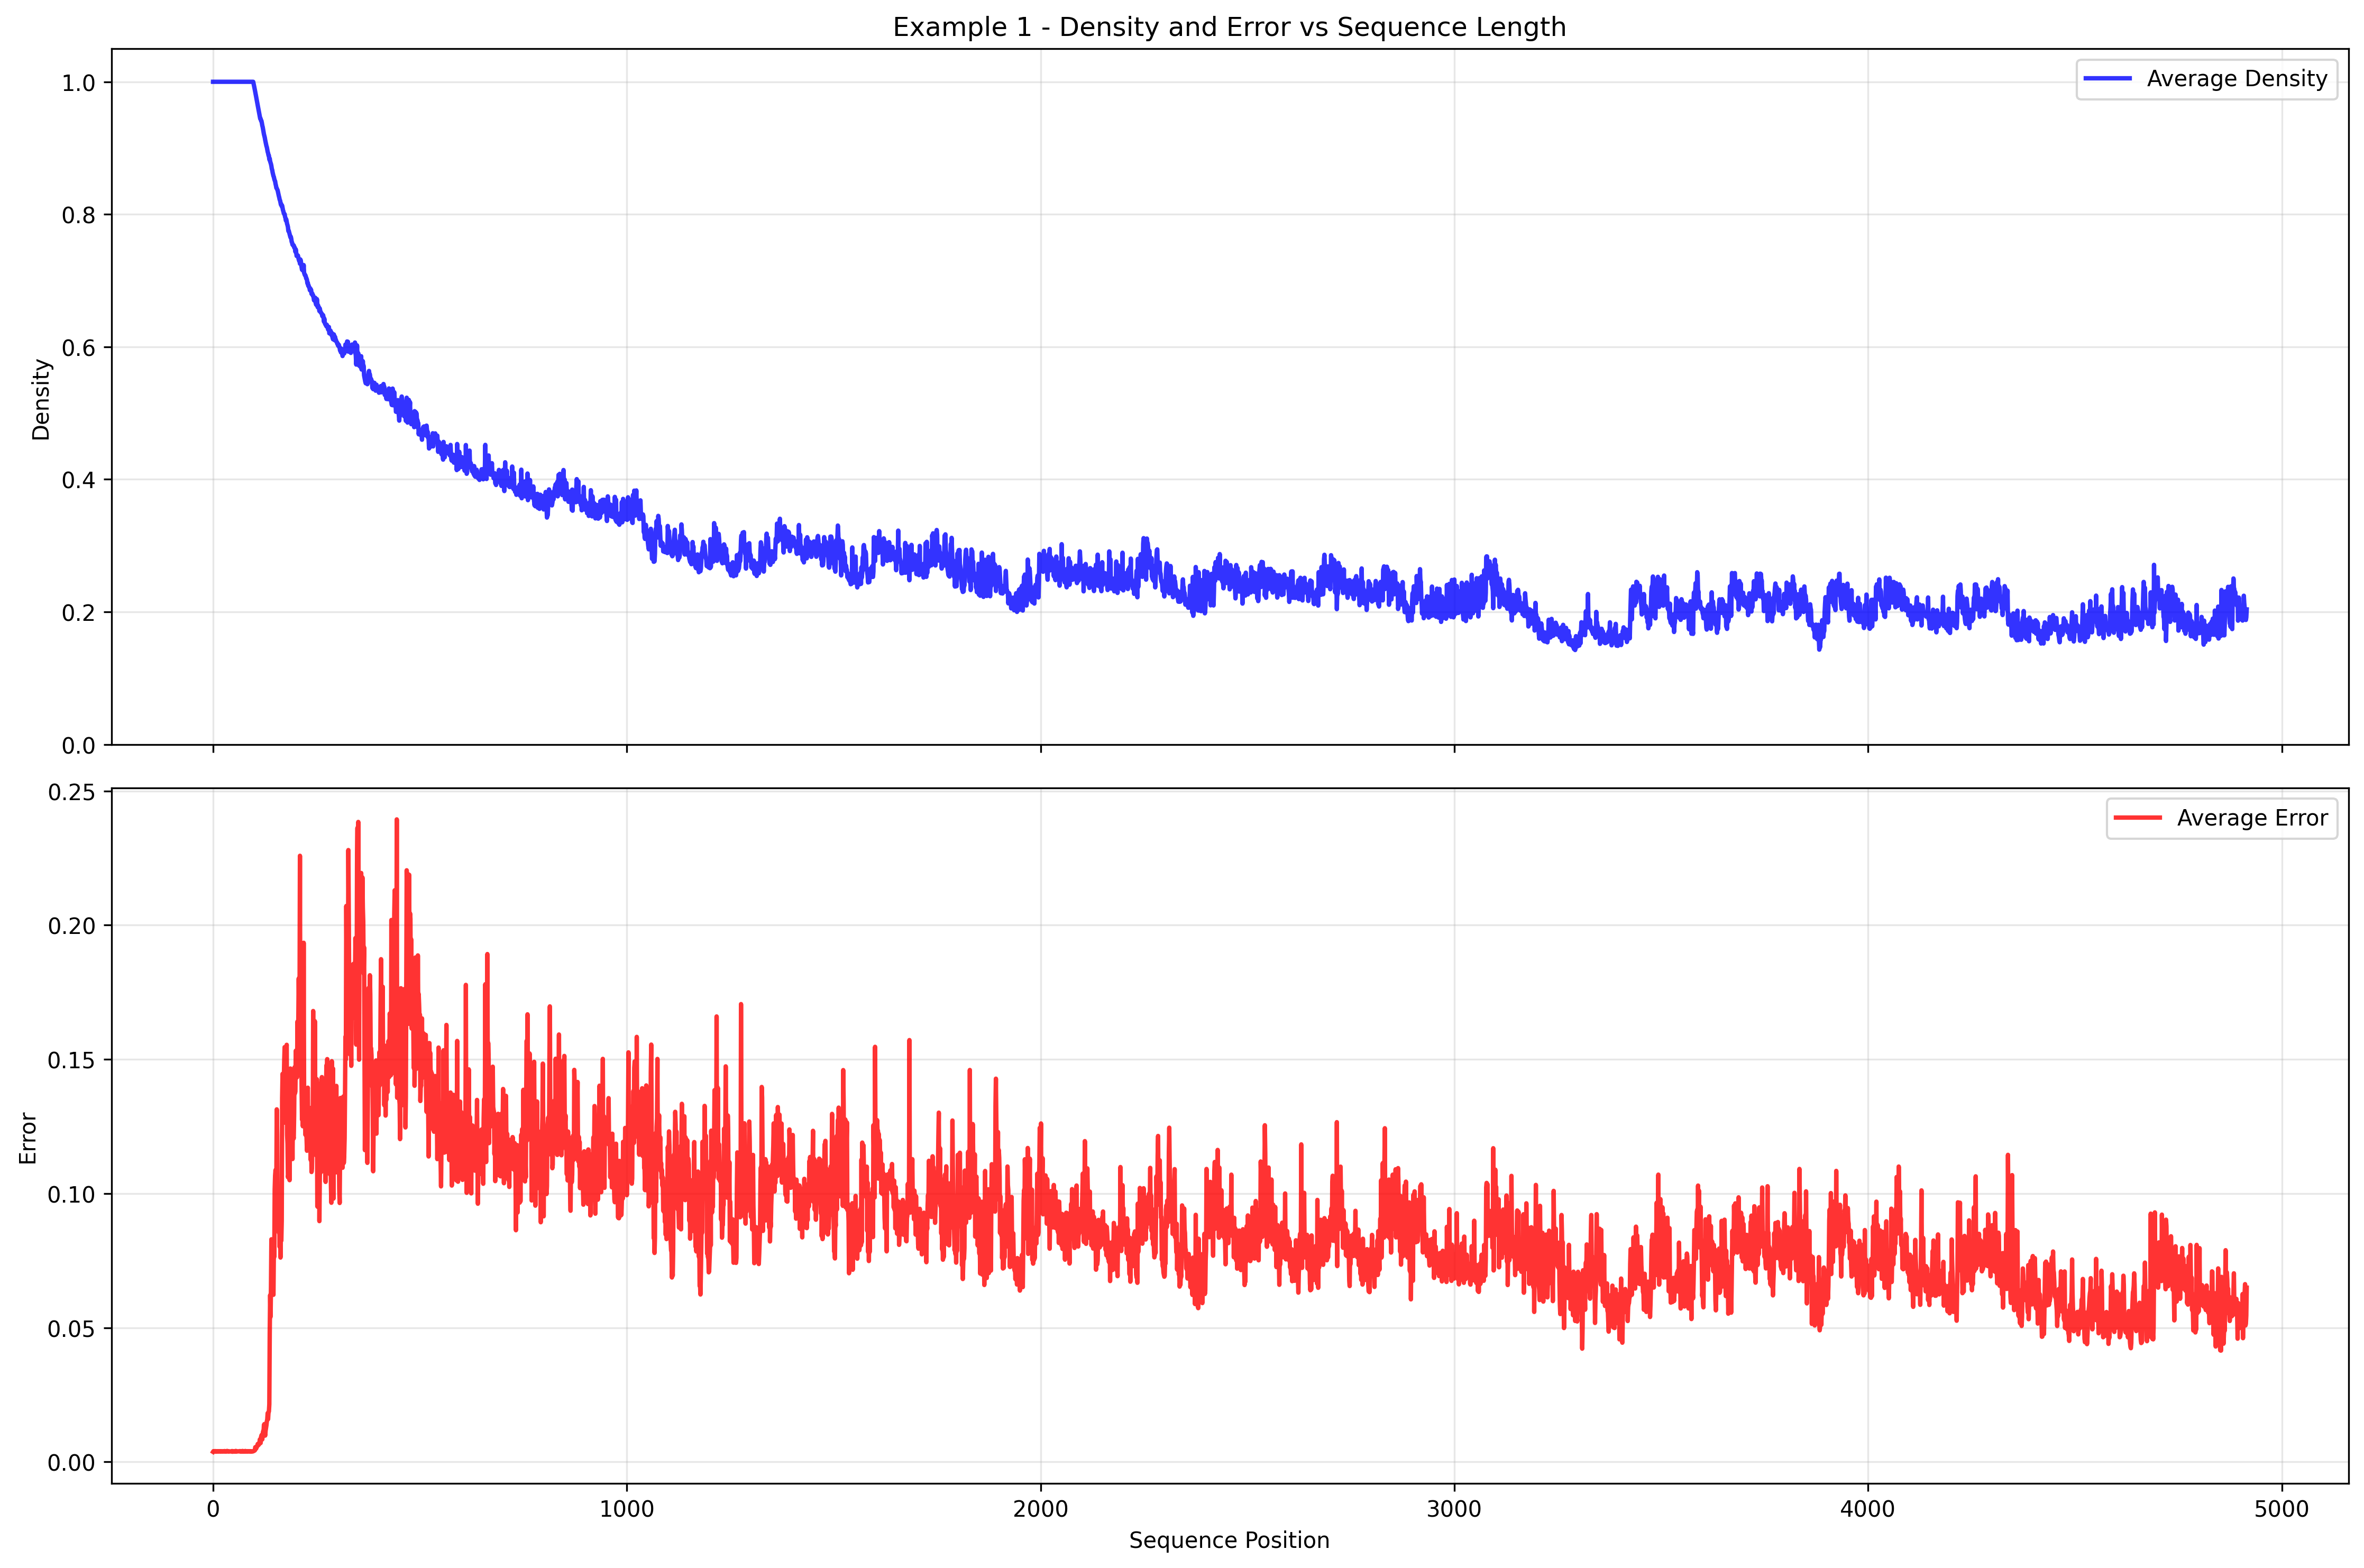 Example 1 - Density and Error vs Sequence Length
Average Density
1.0
0.8
0.6
0.4
0.2
0.0
Density
Average Error
0.25
0.20
0.15
0.10
0.05
0.00
Error
0 1000 2000 3000 4000 5000
Sequence Position